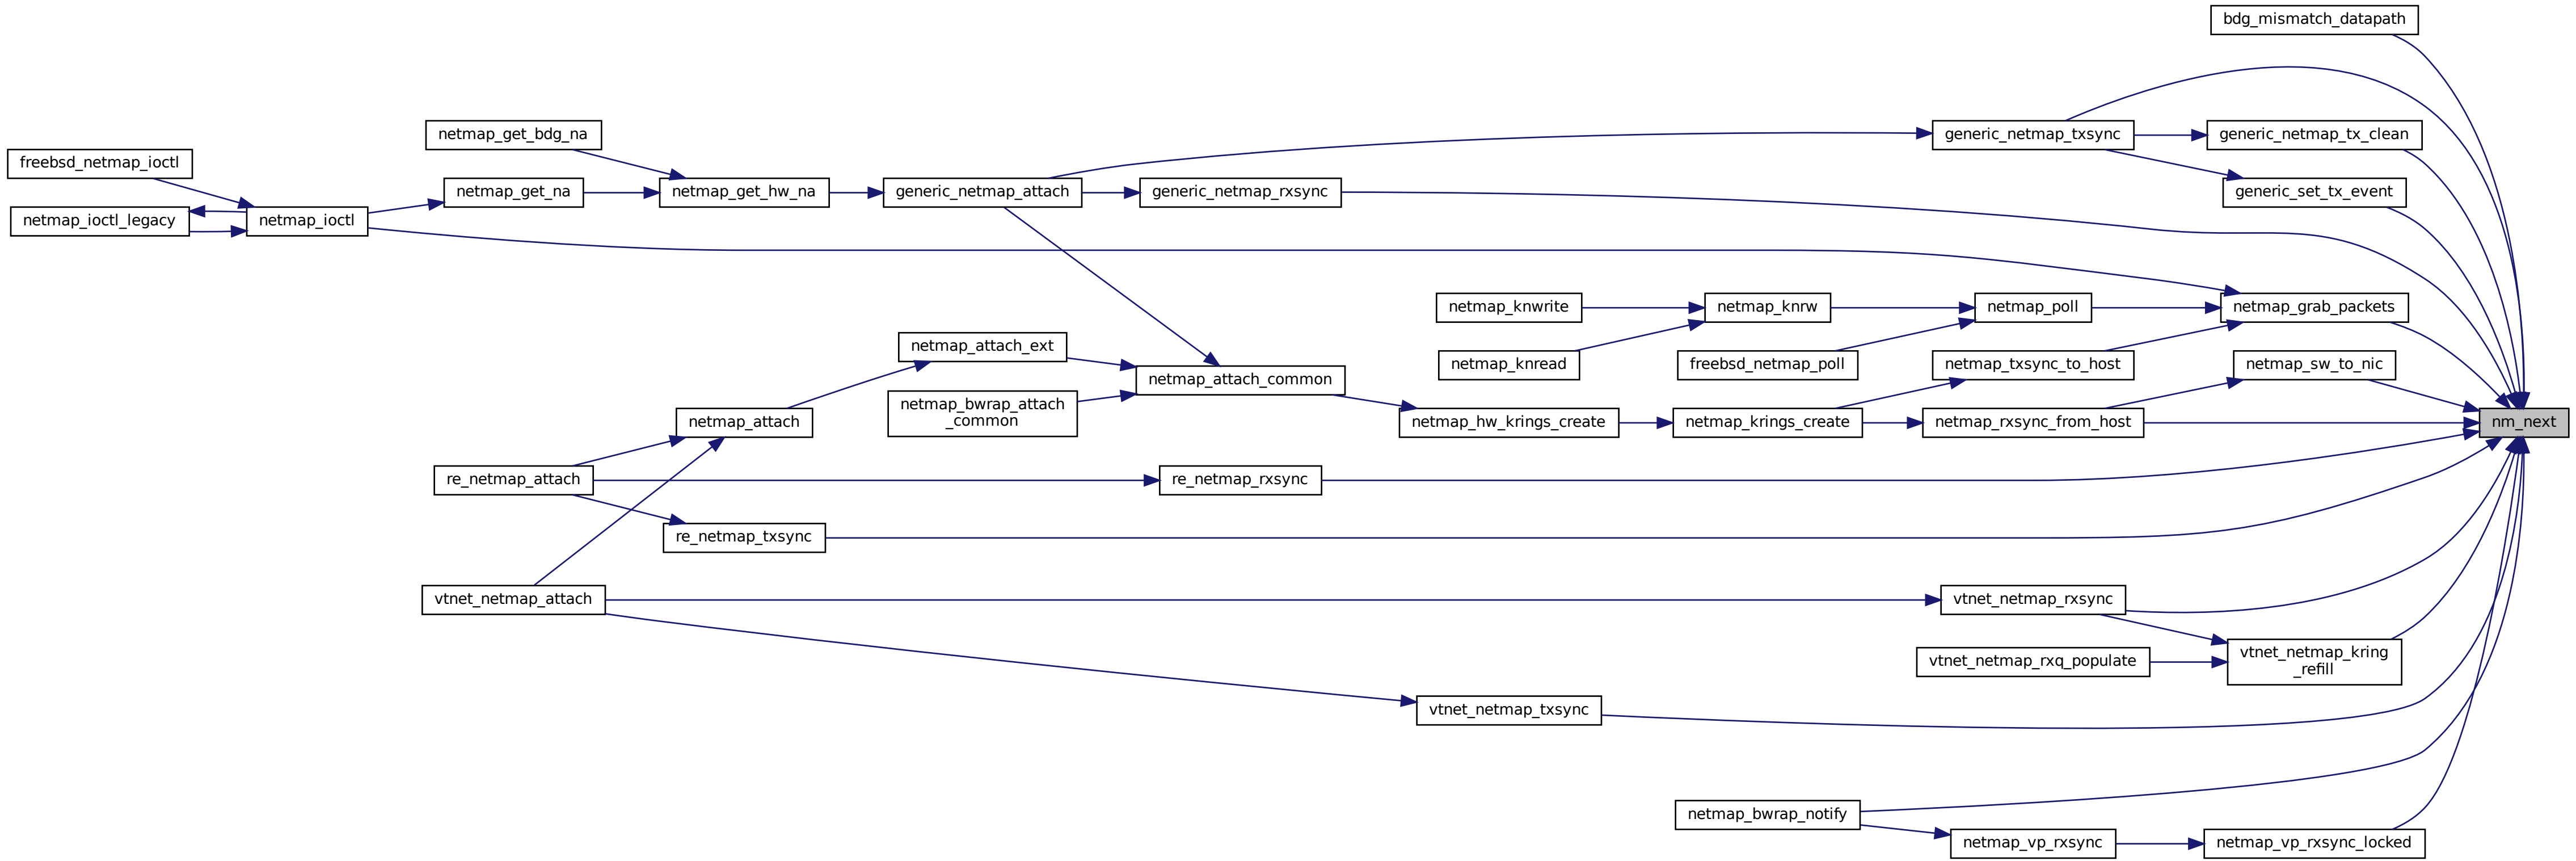 bdg_mismatch_datapath
netmap_get_bdg_na
generic_netmap_txsync
generic_netmap_tx_clean
freebsd_netmap_ioctl
netmap_get_na
netmap_get_hw_na
generic_netmap_attach
generic_netmap_rxsync
generic_set_tx_event
netmap_ioctl_legacy
netmap_ioctl
netmap_knwrite
netmap_knrw
netmap_poll
netmap_grab_packets
netmap_attach_ext
netmap_knread
freebsd_netmap_poll
netmap_txsync_to_host
netmap_sw_to_nic
netmap_attach_common
netmap_bwrap_attach
_common
netmap_attach
netmap_hw_krings_create
netmap_krings_create
netmap_rxsync_from_host
nm_next
re_netmap_attach
re_netmap_rxsync
re_netmap_txsync
vtnet_netmap_attach
vtnet_netmap_rxsync
vtnet_netmap_rxq_populate
vtnet_netmap_kring
_refill
vtnet_netmap_txsync
netmap_bwrap_notify
netmap_vp_rxsync
netmap_vp_rxsync_locked